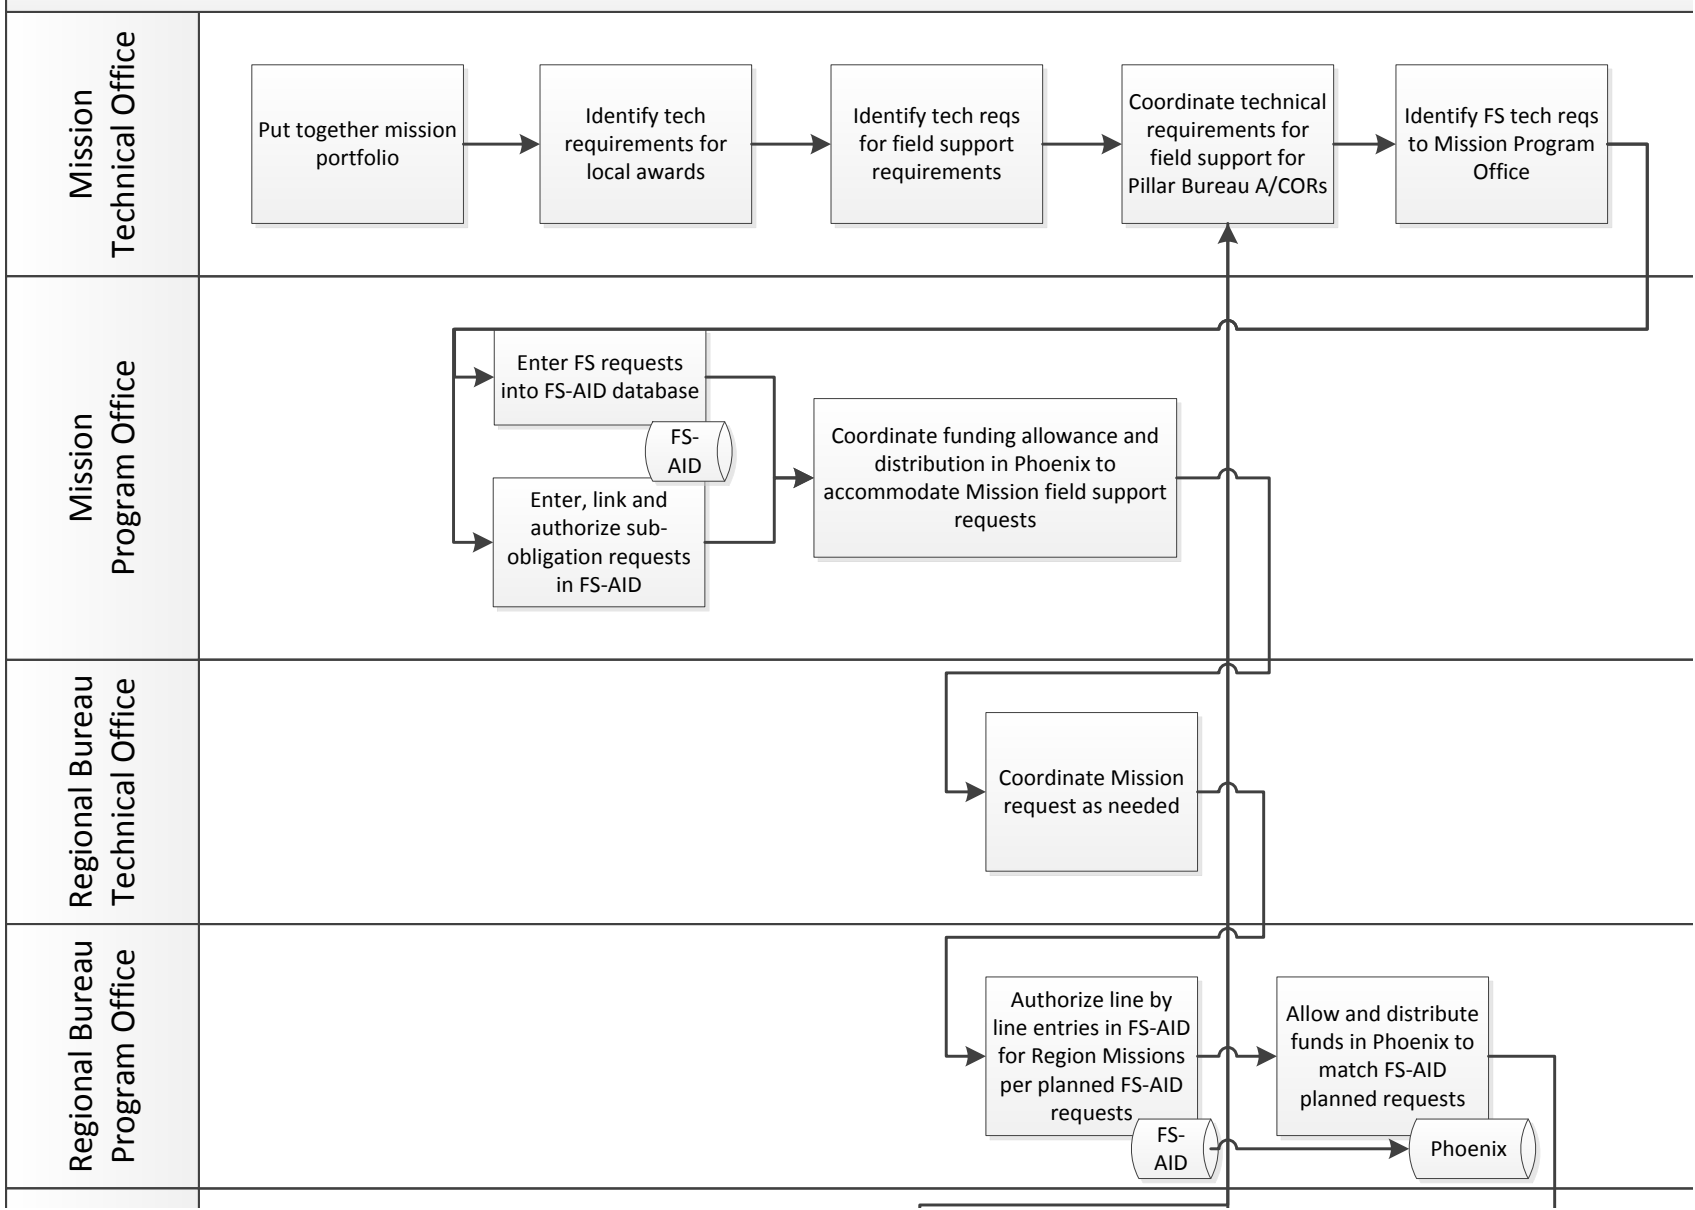 Mission
Technical Office
Put together mission
portfolio
Identify tech
requirements for
local awards
Identify tech reqs
for field support
requirements
Coordinate technical
requirements for
field support for
Pillar Bureau A/CORs
Identify FS tech reqs
to Mission Program
Office
Mission
Program Office
Enter FS requests
into FS-AID database
FS-
AID
Enter, link and
authorize sub-
obligation requests
in FS-AID
Coordinate funding allowance and
distribution in Phoenix to
accommodate Mission field support
requests
Regional Bureau
Technical Office
Coordinate Mission
request as needed
Regional Bureau
Program Office
Authorize line by
line entries in FS-AID
for Region Missions
per planned FS-AID
requests
FS-
AID
Allow and distribute
funds in Phoenix to
match FS-AID
planned requests
Phoenix